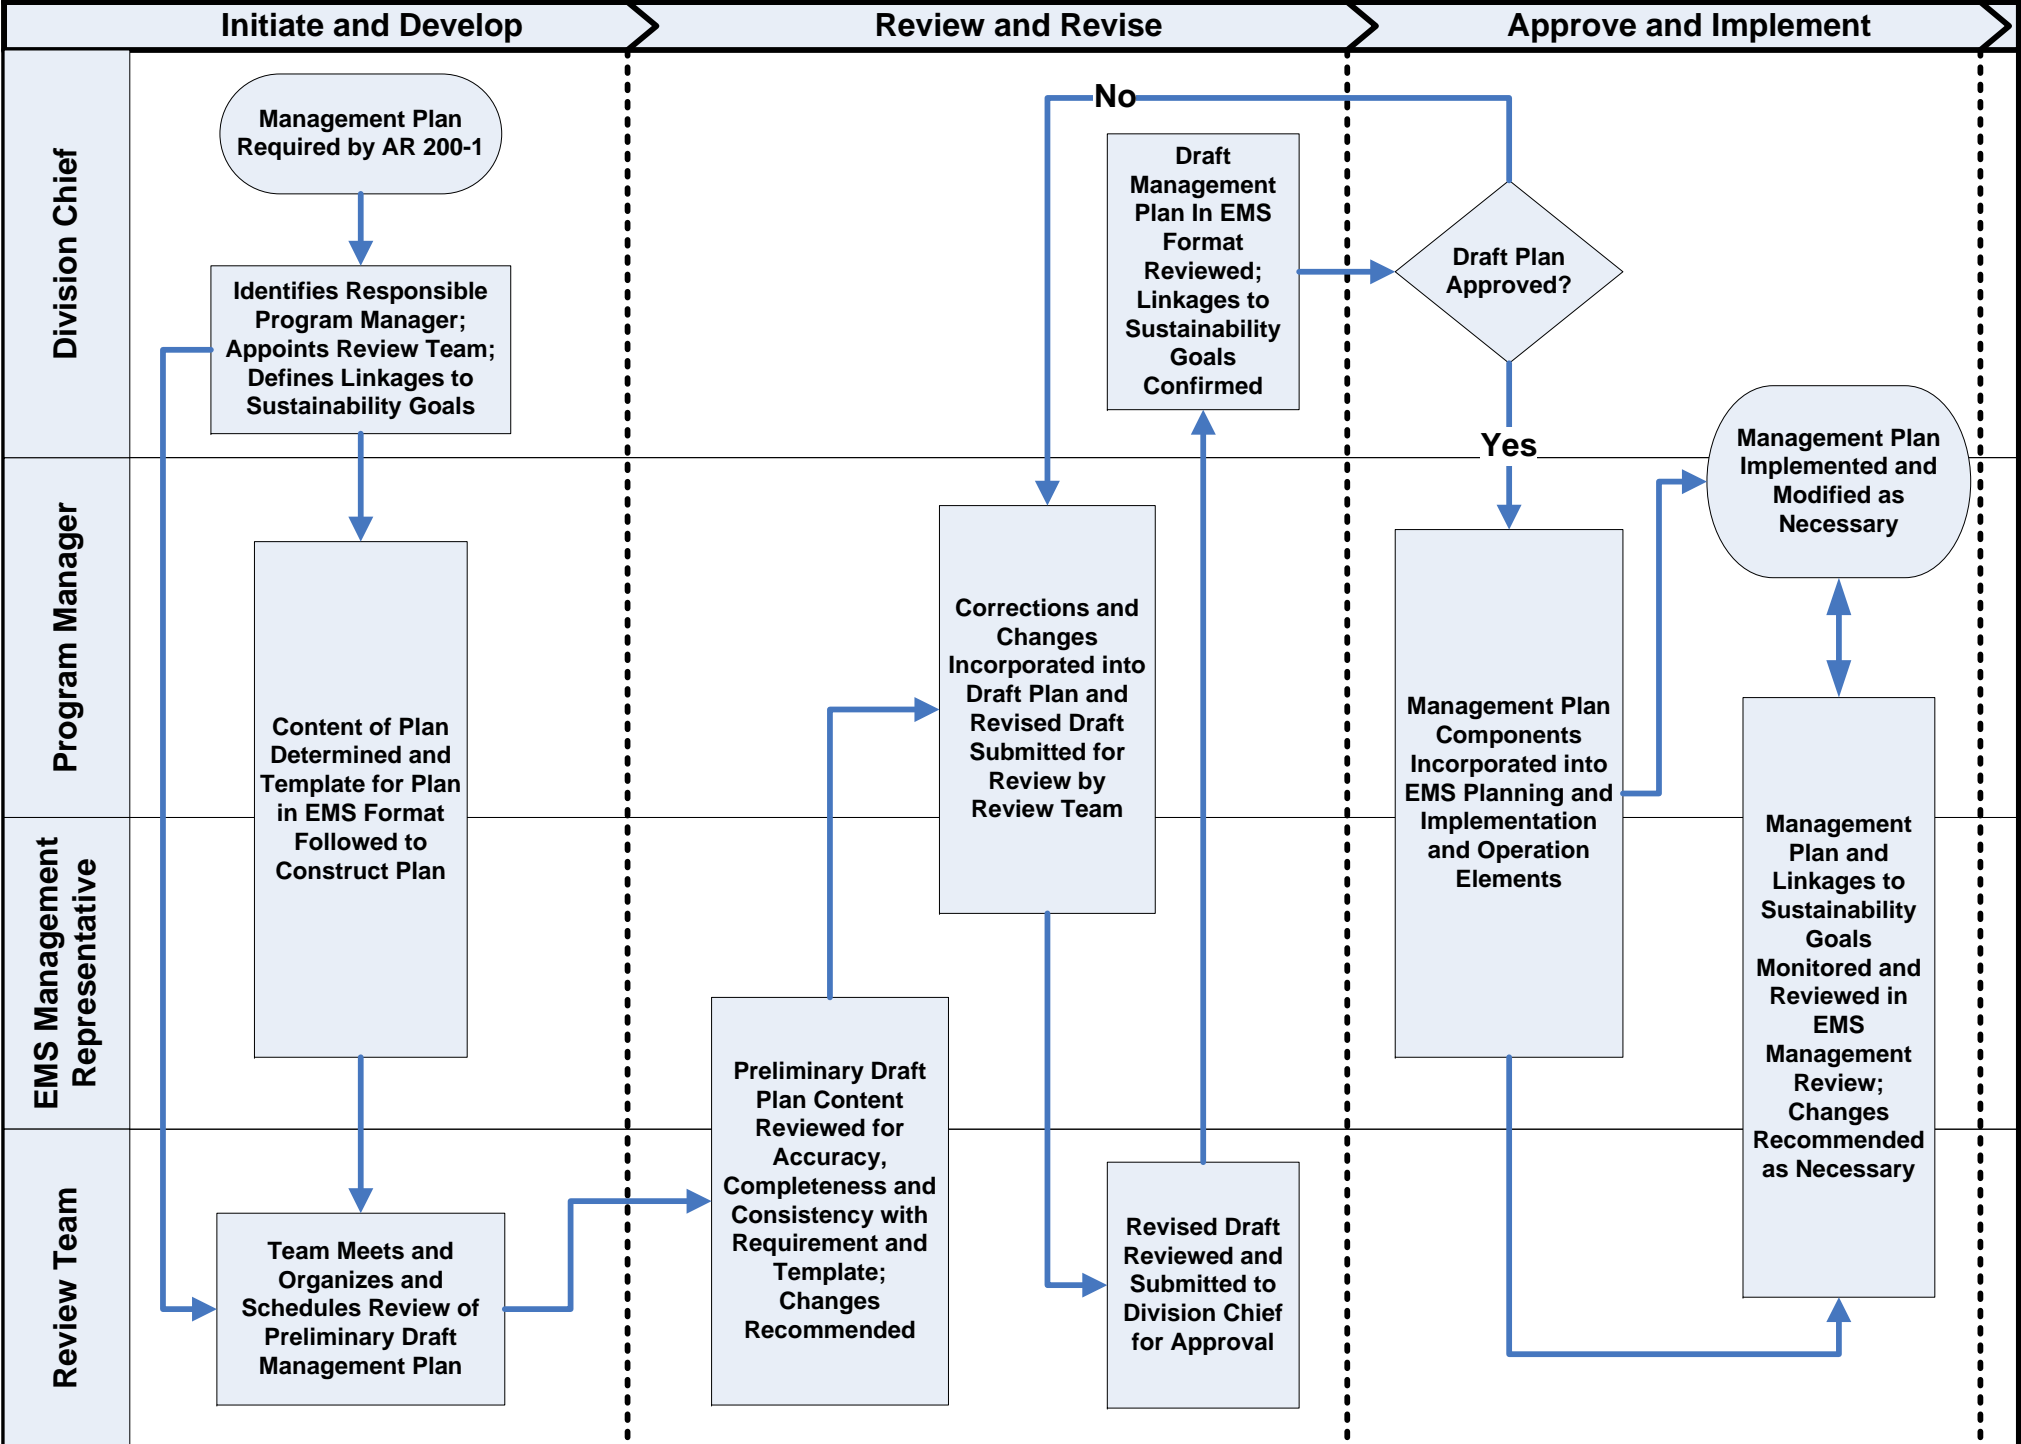 Initiate and Develop
Review and Revise
Approve and Implement
Division Chief
Program Manager
EMS Management
Representative
Review Team
Management Plan
Required by AR 200-1
Identifies Responsible
Program Manager;
Appoints Review Team;
Defines Linkages to
Sustainability Goals
Content of Plan
Determined and
Template for Plan
in EMS Format
Followed to
Construct Plan
Team Meets and
Organizes and
Schedules Review of
Preliminary Draft
Management Plan
Preliminary Draft
Plan Content
Reviewed for
Accuracy,
Completeness and
Consistency with
Requirement and
Template;
Changes
Recommended
Corrections and
Changes
Incorporated into
Draft Plan and
Revised Draft
Submitted for
Review by
Review Team
Revised Draft
Reviewed and
Submitted to
Division Chief
for Approval
Draft
Management
Plan In EMS
Format
Reviewed;
Linkages to
Sustainability
Goals
Confirmed
No
Draft Plan
Approved?
Yes
Management Plan
Components
Incorporated into
EMS Planning and
Implementation
and Operation
Elements
Management Plan
Implemented and
Modified as
Necessary
Management
Plan and
Linkages to
Sustainability
Goals
Monitored and
Reviewed in
EMS
Management
Review;
Changes
Recommended
as Necessary